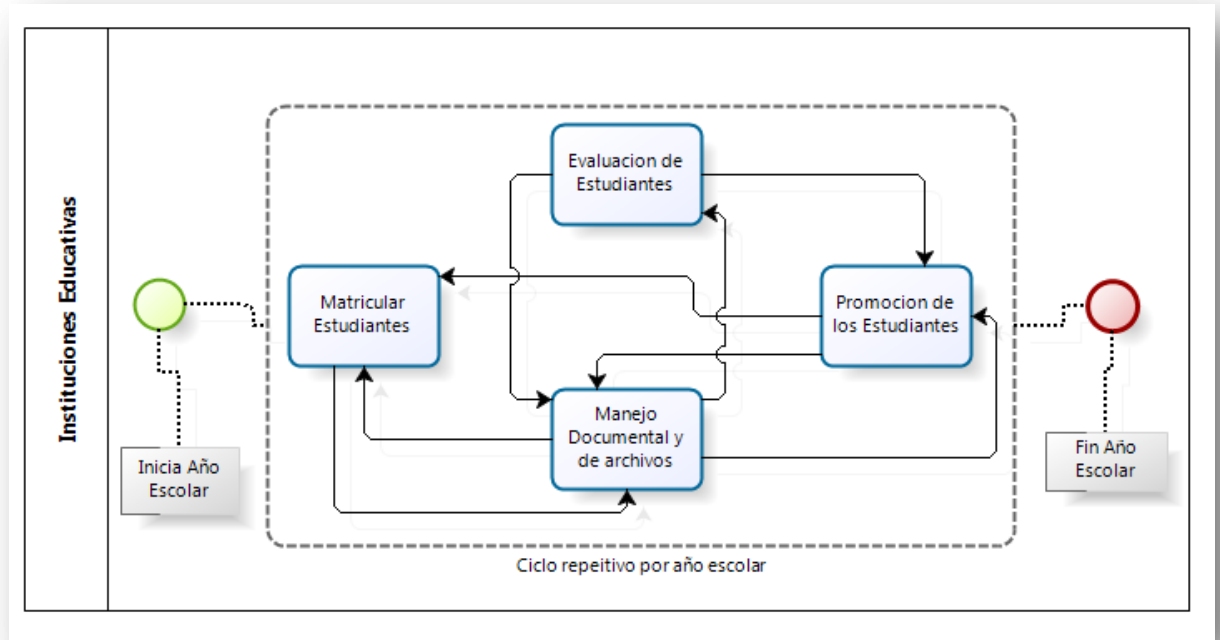 Instituciones Educativas
Evaluacion de
Estudiantes
Matricular
Estudiantes
Promocion de
los Estudiantes
Manejo
Documental y
de archivos
Inicia Año
Escolar
Fin Año
Escolar
Ciclo repeitivo por año escolar